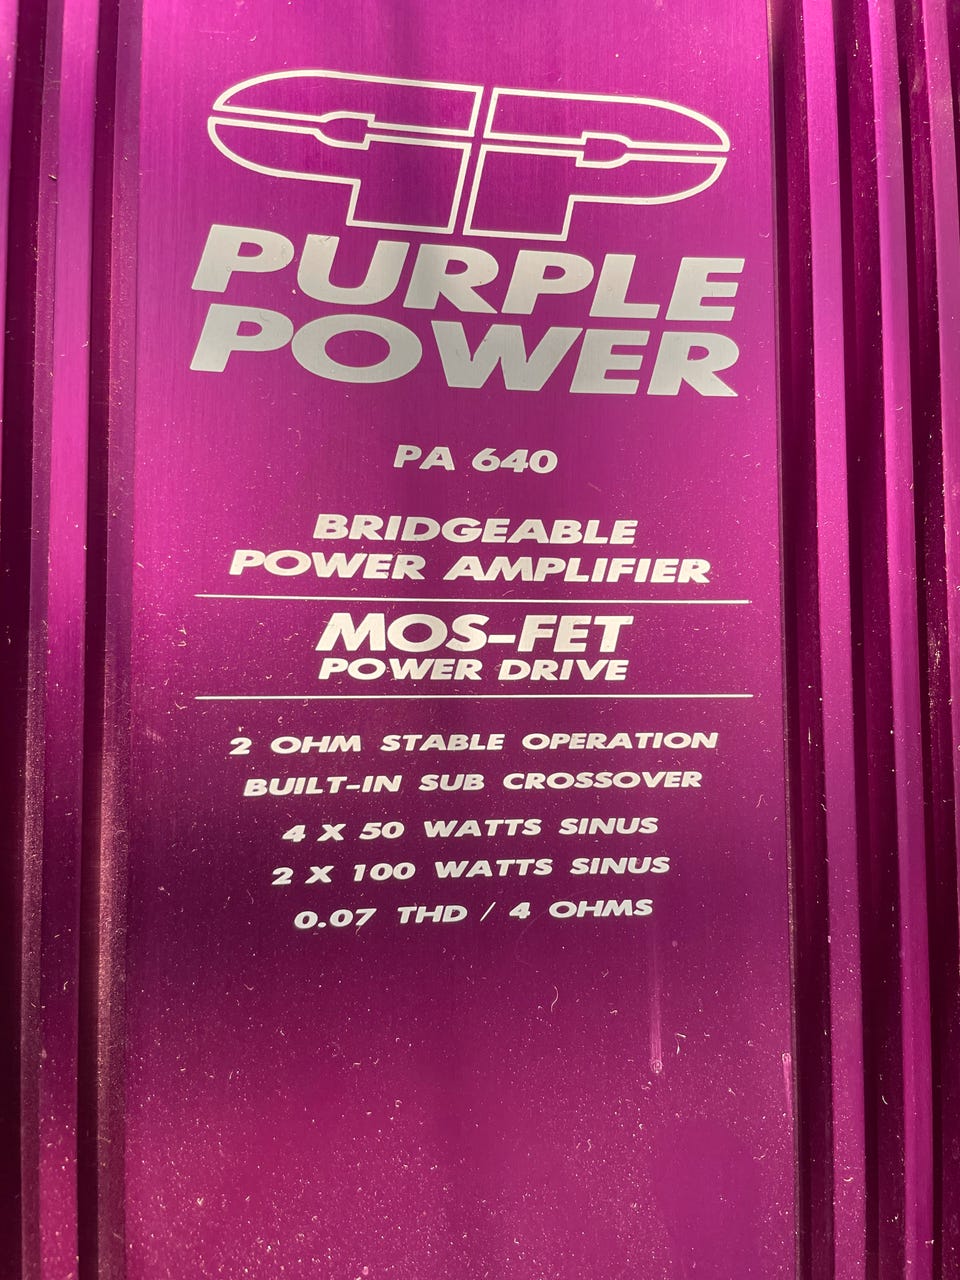 PURPLE
POWER
PA 640
BRIDGEABLE
POWER AMPLIFIER
MOS-FET
POWER DRIVE
2 OHM STABLE OPERATION
BUILT-IN SUB CROSSOVER
4 X 50 WATTS SINUS
2 X 100 WATTS SINUS
0.07 THD / 4 OHMS